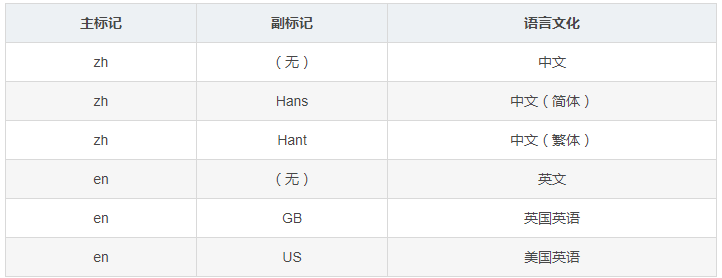 主标记 副标记 语言文化
zh （无） 中文
zh Hans 中文（简体）
zh Hant 中文（繁体）
en （无） 英文
en GB 英国英语
en US 美国英语